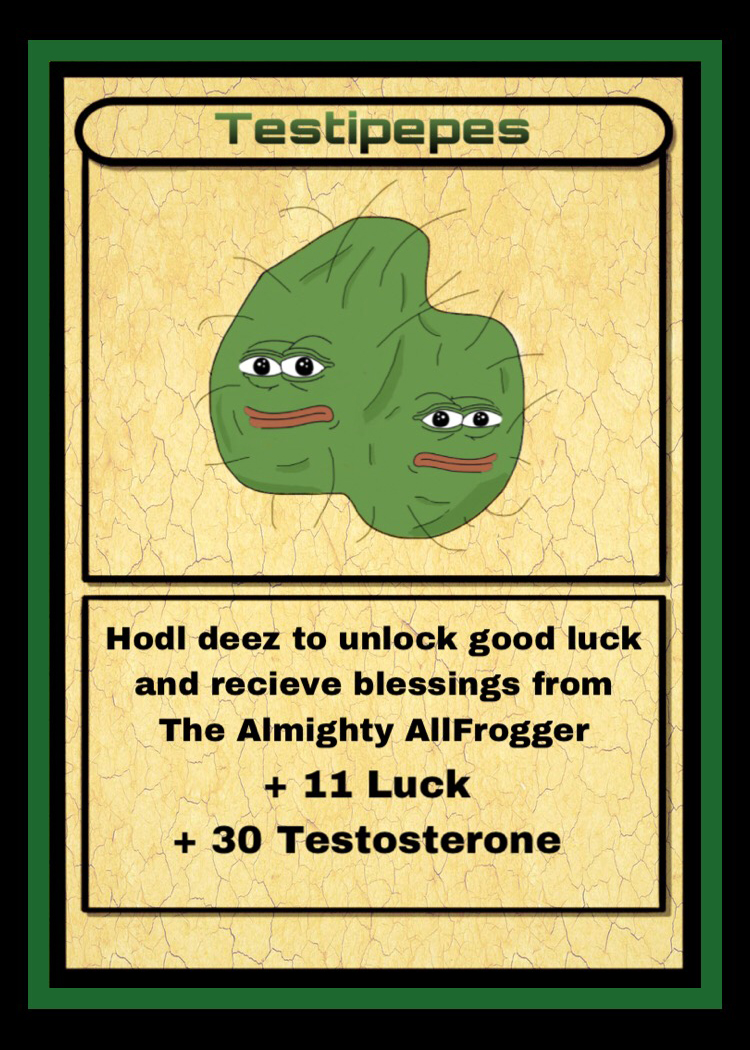 Testipepes
Hodl deez to unlock good luck
and recieve blessings from
The Almighty AllFrogger
+ 11 Luck
+ 30 Testosterone